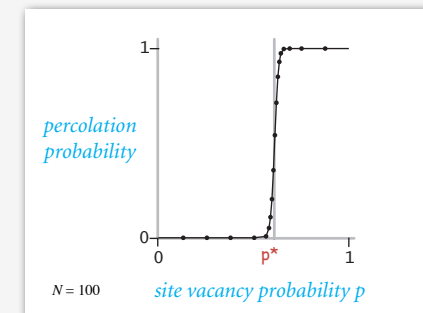 1
percolation
probability
0
0
p*
1
N = 100
site vacancy probability p